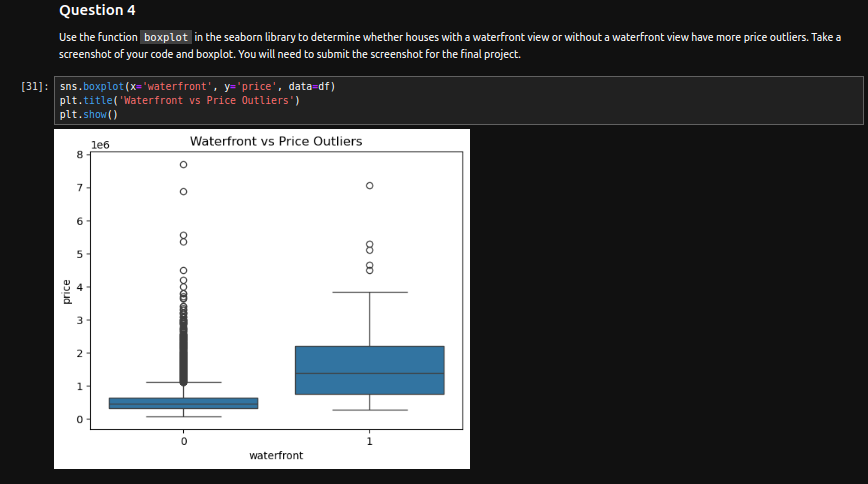 Question 4
Use the function boxplot in the seaborn library to determine whether houses with a waterfront view or without a waterfront view have more price outliers. Take a
screenshot of your code and boxplot. You will need to submit the screenshot for the final project.
[31]: sns.boxplot(x='waterfront', y='price', data=df)
plt.title('Waterfront vs Price Outliers')
plt.show()
Waterfront vs Price Outliers
1e6
8
7
6
5
4
3
2
1
0
price
0 1
waterfront